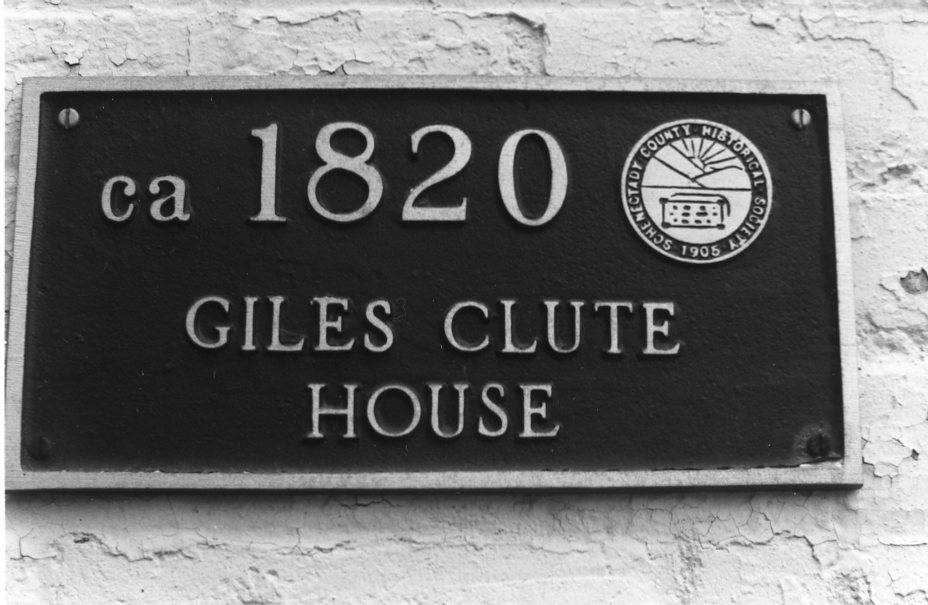 ca 1820
SCHENECTADY COUNTY · HISTORICAL · SOCIETY
· 1905 ·
GILES CLUTE
HOUSE